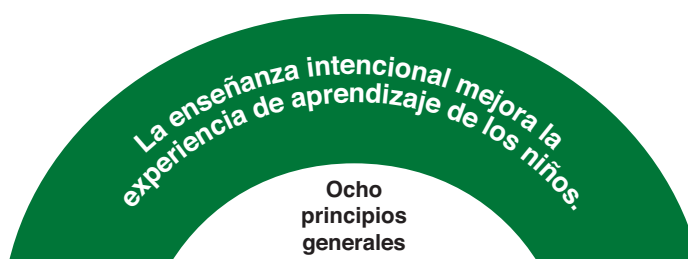 La enseñanza intencional mejora la
experiencia de aprendizaje de los niños.
Ocho
principios
generales